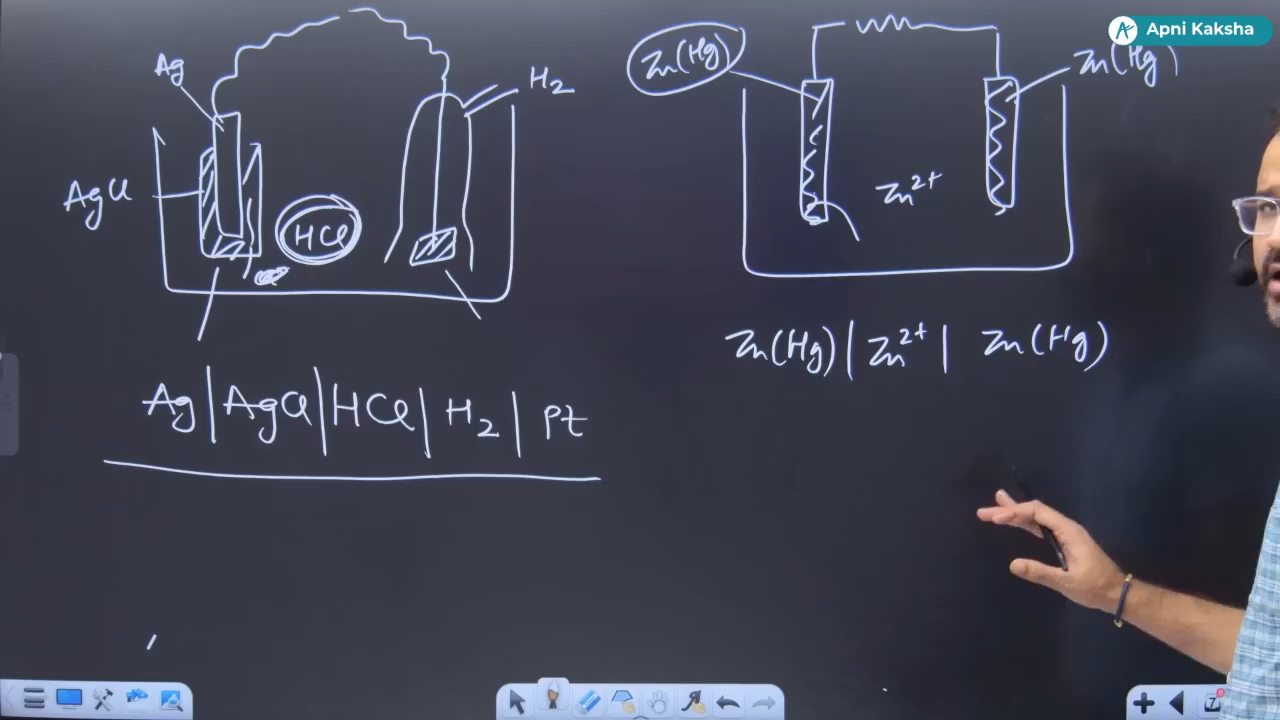 Apni Kaksha
Ag
H₂
AgCl
HCl
Zn(Hg)
Zn(Hg)
Zn²⁺
Zn(Hg) | Zn²⁺ | Zn(Hg)
Ag | AgCl | HCl | H₂ | Pt